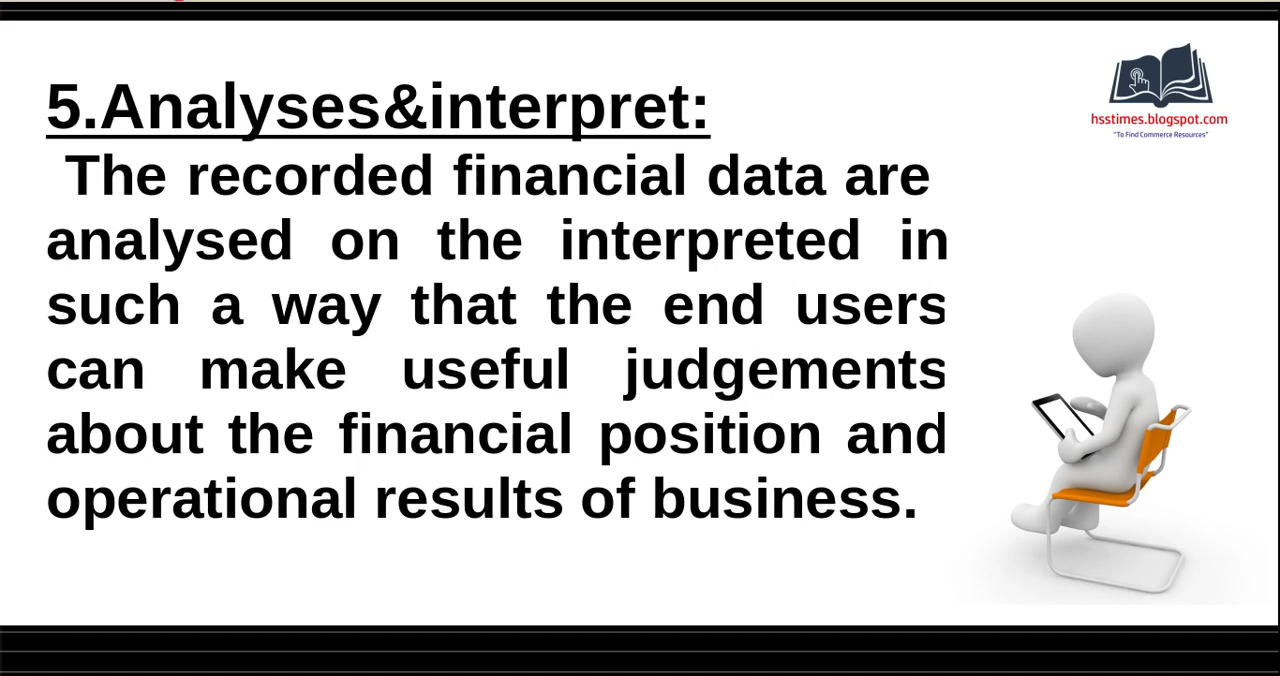 5.Analyses&interpret:
The recorded financial data are
analysed on the interpreted in
such a way that the end users
can make useful judgements
about the financial position and
operational results of business.
hsstimes.blogspot.com
"To Find Commerce Resources"